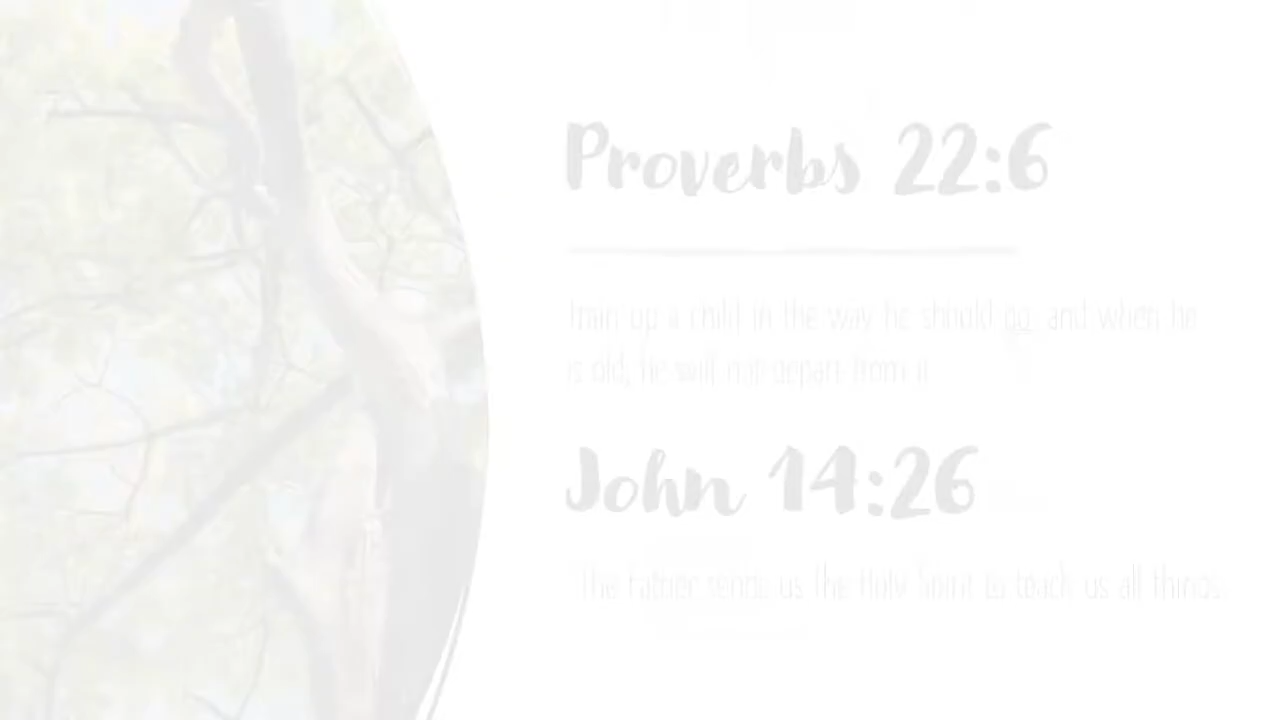 Proverbs 22:6
Train up a child in the way he should go, and when he
is old, he will not depart from it
John 14:26
The Father sends us the Holy Spirit to teach us all things.